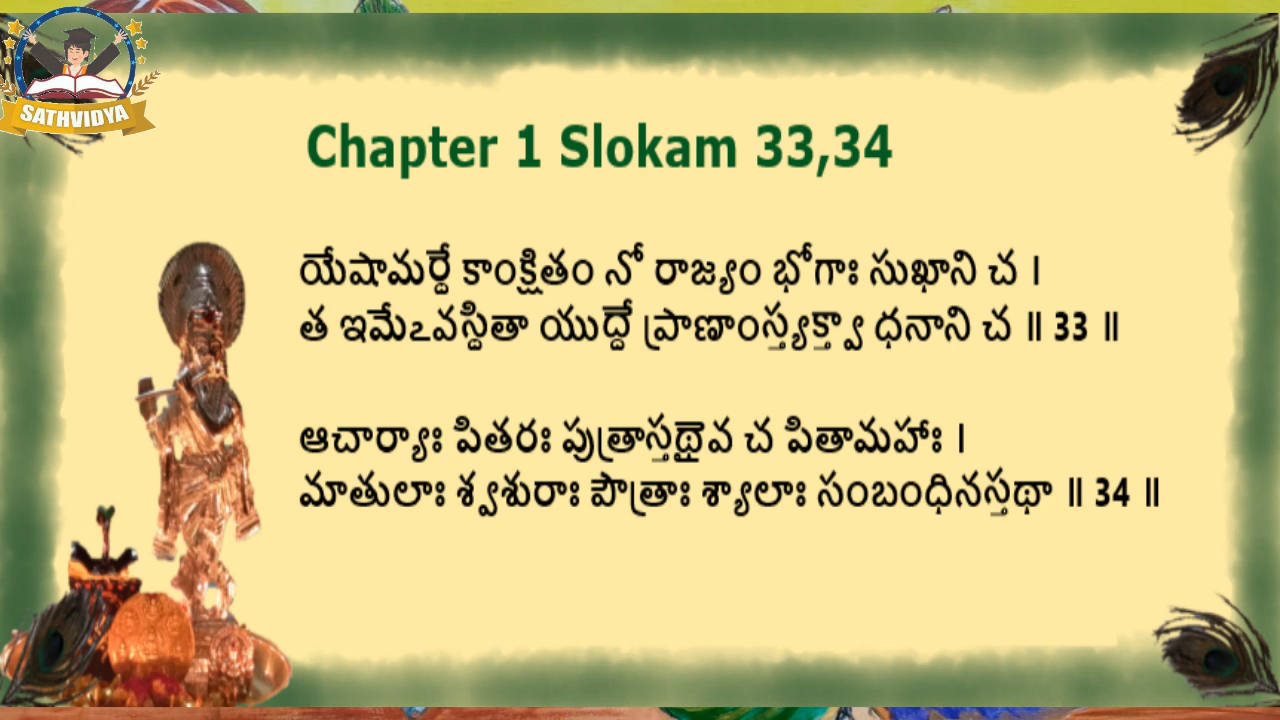 SATHVIDYA
Chapter 1 Slokam 33,34
యేషామర్థే కాంక్షితం నో రాజ్యం భోగాః సుఖాని చ ।
త ఇమేఽవస్థితా యుద్ధే ప్రాణాంస్త్యక్త్వా ధనాని చ ॥ 33 ॥
ఆచార్యాః పితరః పుత్రాస్తథైవ చ పితామహాః ।
మాతులాః శ్వశురాః పౌత్రాః శ్యాలాః సంబంధినస్తథా ॥ 34 ॥